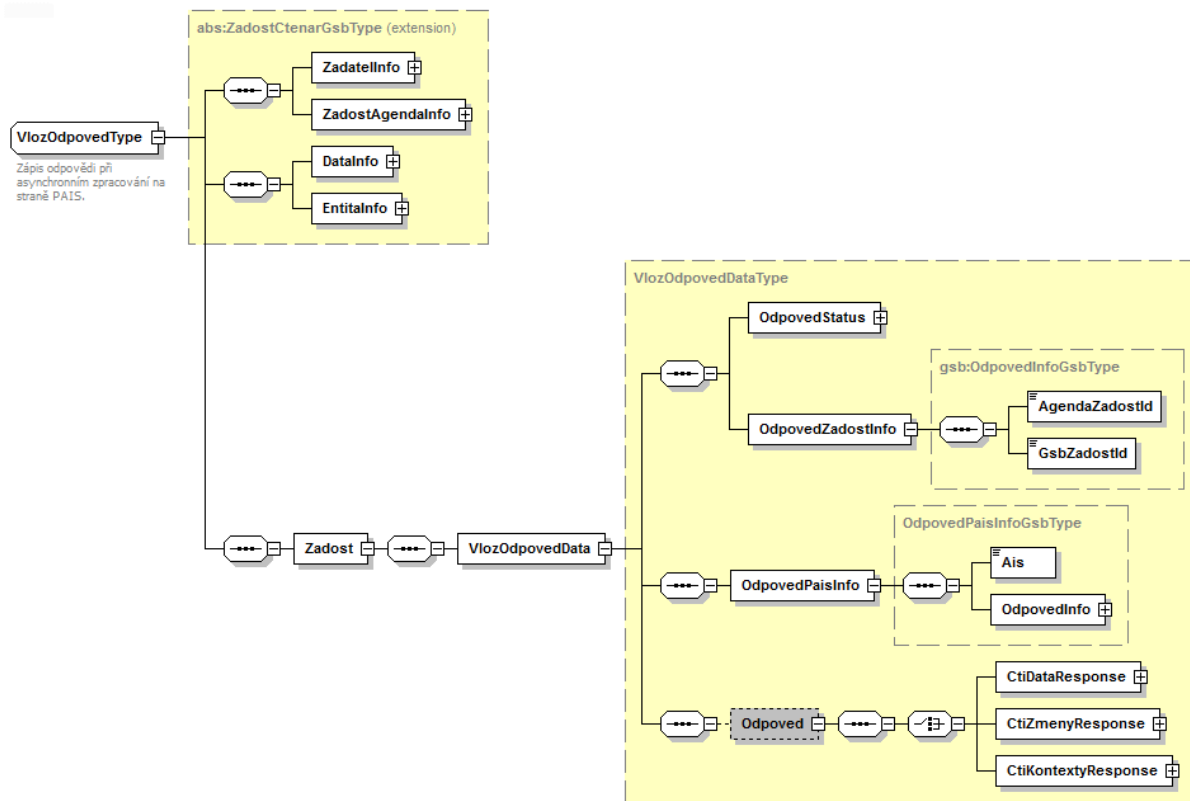 abs:ZadostCtenarGsbType (extension)
ZadatelInfo
ZadostAgendaInfo
VlozOdpovedType
Zápis odpovědi při
asynchronním zpracování na
straně PAIS.
DataInfo
EntitaInfo
VlozOdpovedDataType
OdpovedStatus
gsb:OdpovedInfoGsbType
AgendaZadostId
OdpovedZadostInfo
GsbZadostId
OdpovedPaisInfoGsbType
Zadost
VlozOdpovedData
Ais
OdpovedPaisInfo
OdpovedInfo
CtiDataResponse
Odpoved
CtiZmenyResponse
CtiKontextyResponse